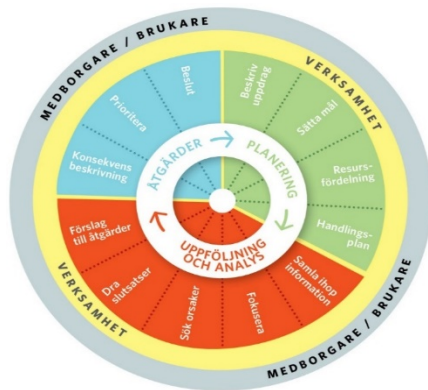 MEDBORGARE / BRUKARE
VERKSAMHET
Beslut
Prioritera
Konsekvens
beskrivning
Beskriv
uppdrag
Sätta mål
Resurs-
fördelning
Handlings-
plan
ÅTGÄRDER
PLANERING
UPPFÖLJNING
OCH ANALYS
Samla ihop
information
Fokusera
Sök orsaker
Dra
slutsatser
Förslag
till åtgärder
VERKSAMHET
MEDBORGARE / BRUKARE